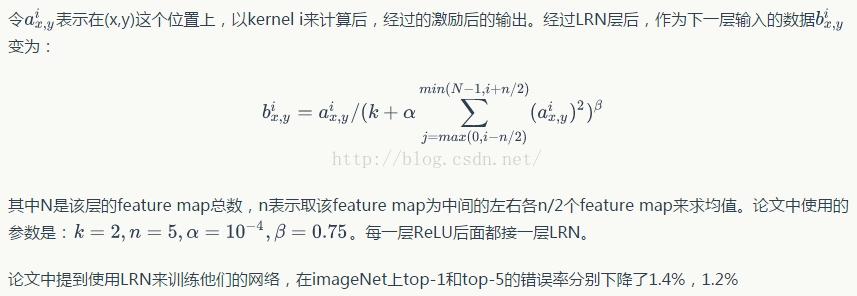 令a^i_{x,y}表示在(x,y)这个位置上，以kernel i来计算后，经过的激励后的输出。经过LRN层后，作为下一层输入的数据b^i_{x,y}
变为：
b^i_{x,y} = a^i_{x,y}/(k + α \sum_{j=max(0,i−n/2)}^{min(N−1,i+n/2)} (a^i_{x,y})^2)^β
http://blog.csdn.net/
其中N是该层的feature map总数，n表示取该feature map为中间的左右各n/2个feature map来求均值。论文中使用的
参数是：k = 2, n = 5, α = 10^{−4}, β = 0.75。每一层ReLU后面都接一层LRN。
论文中提到使用LRN来训练他们的网络，在imageNet上top-1和top-5的错误率分别下降了1.4%，1.2%